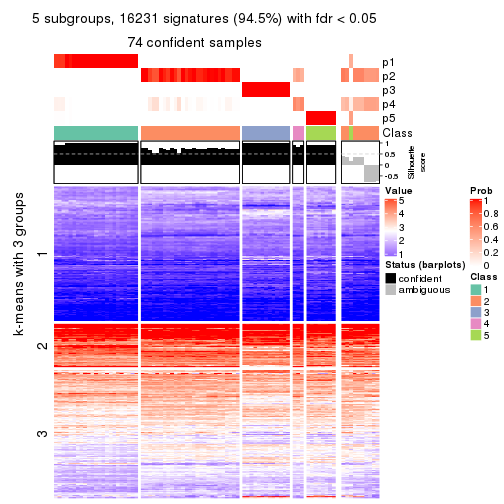 5 subgroups, 16231 signatures (94.5%) with fdr < 0.05
74 confident samples
p1
p2
p3
p4
p5
Class
1
0.5
0
-0.5
Silhouette
score
k-means with 3 groups
1
2
3
Value
5
4
3
2
1
Status (barplots)
confident
ambiguous
Prob
1
0.8
0.6
0.4
0.2
0
Class
1
2
3
4
5